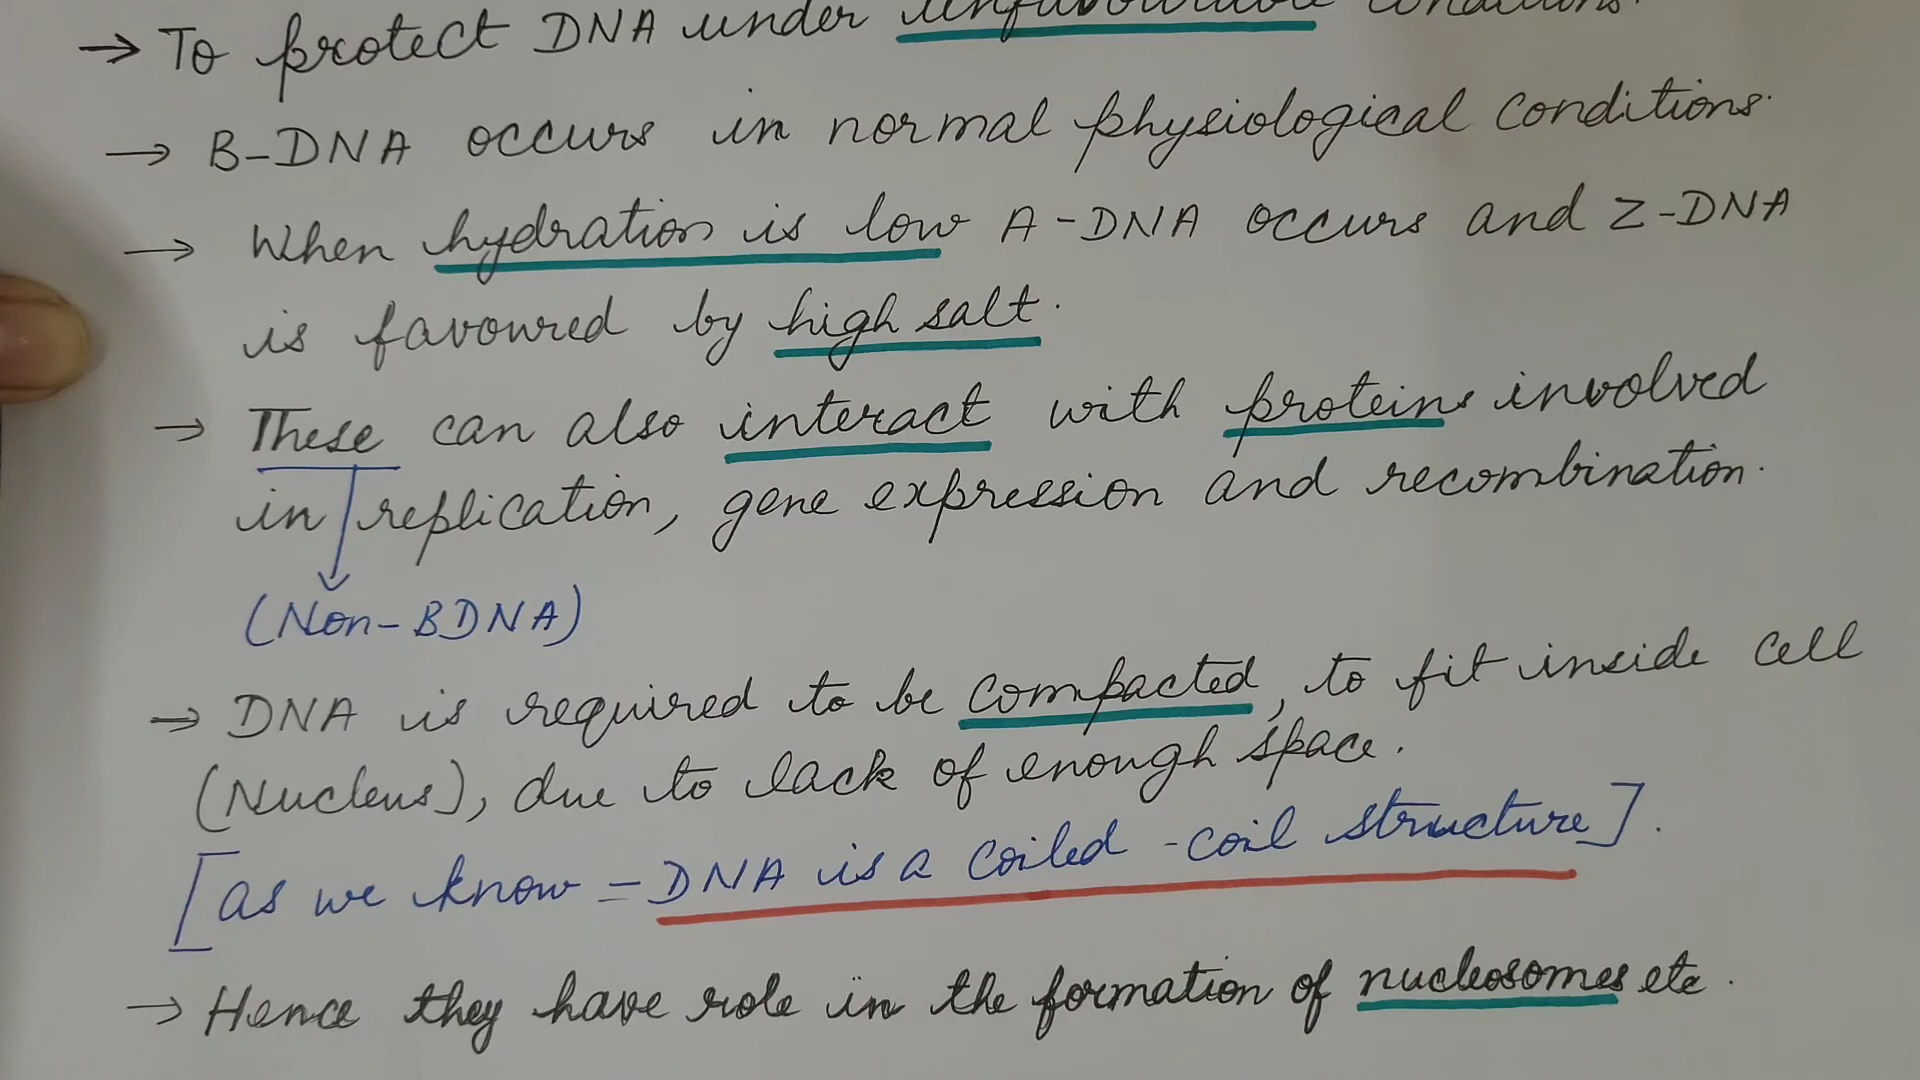 → To protect DNA under unfavourable conditions.
→ B-DNA occurs in normal physiological conditions.
→ When hydration is low A-DNA occurs and Z-DNA
is favoured by high salt.
→ These can also interact with proteins involved
in replication, gene expression and recombination.
(Non-BDNA)
→ DNA is required to be compacted, to fit inside cell
(Nucleus), due to lack of enough space.
[as we know = DNA is a coiled-coil structure].
→ Hence they have role in the formation of nucleosomes etc.